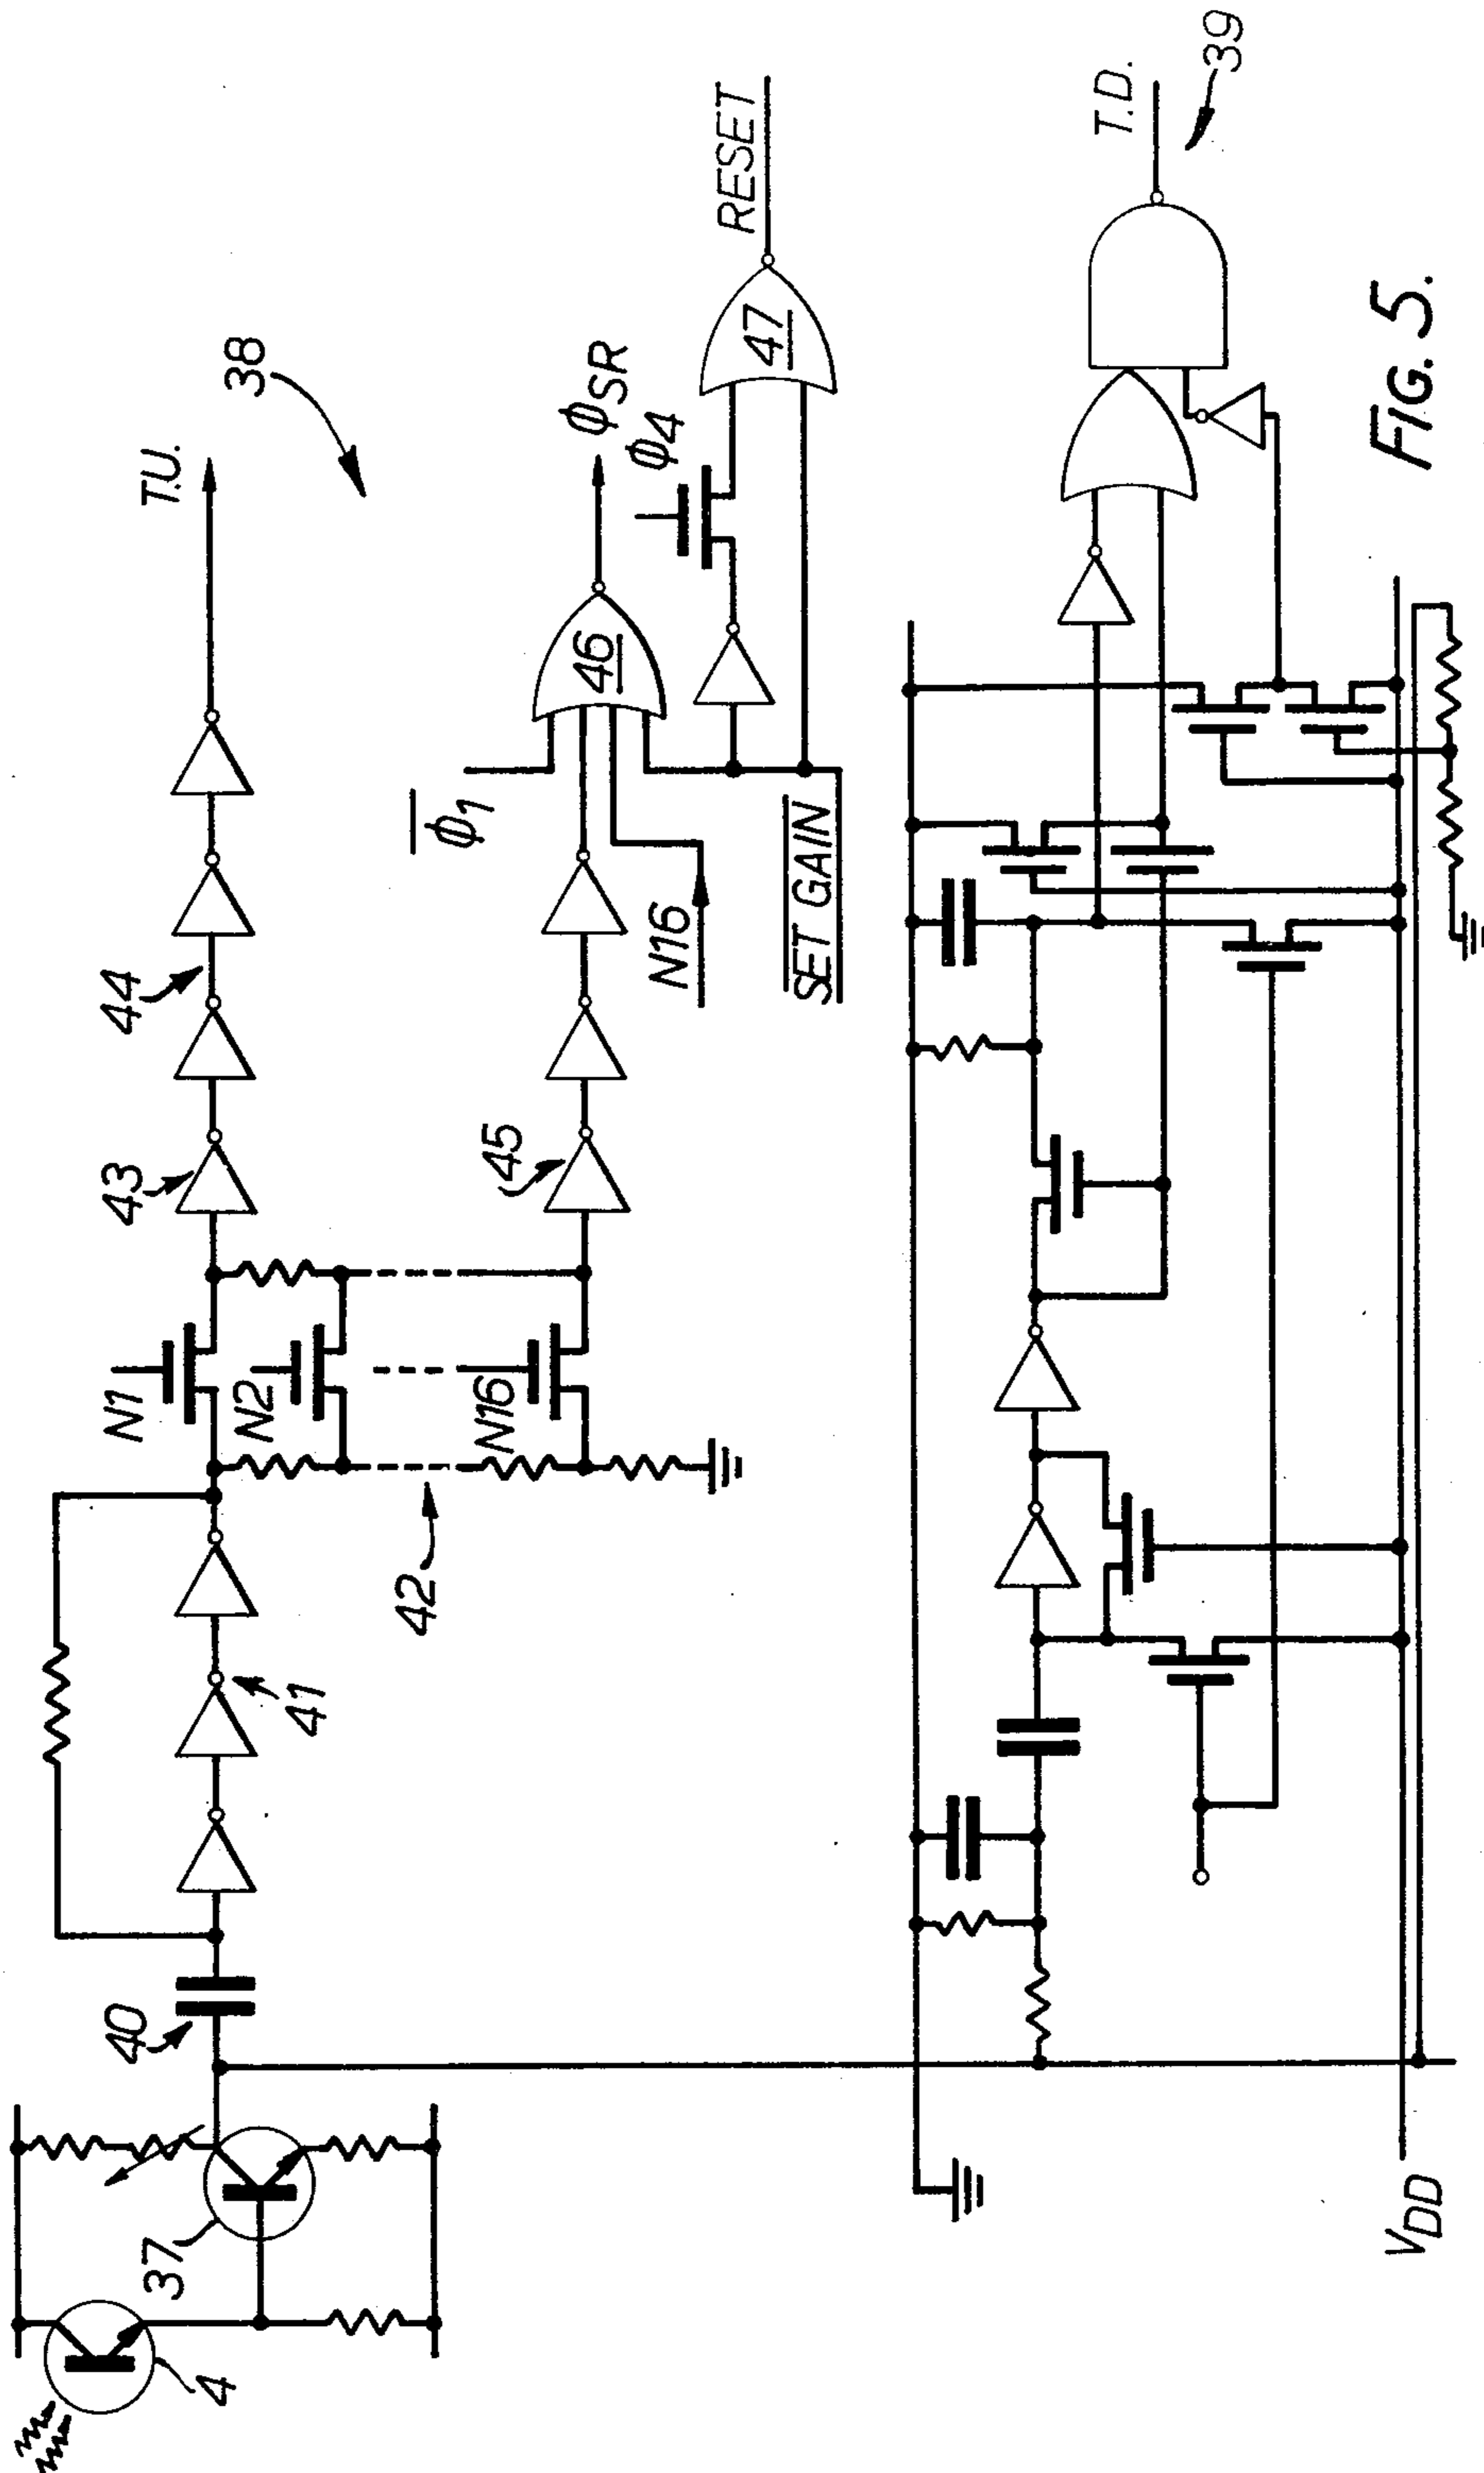 38
T.U.
44
43
41
40
37
4
42
N1
N2
N16
45
46
φ̅1
N16
SET GAIN
φSR
φ4
47
RESET
T.D.
39
VDD
FIG. 5.